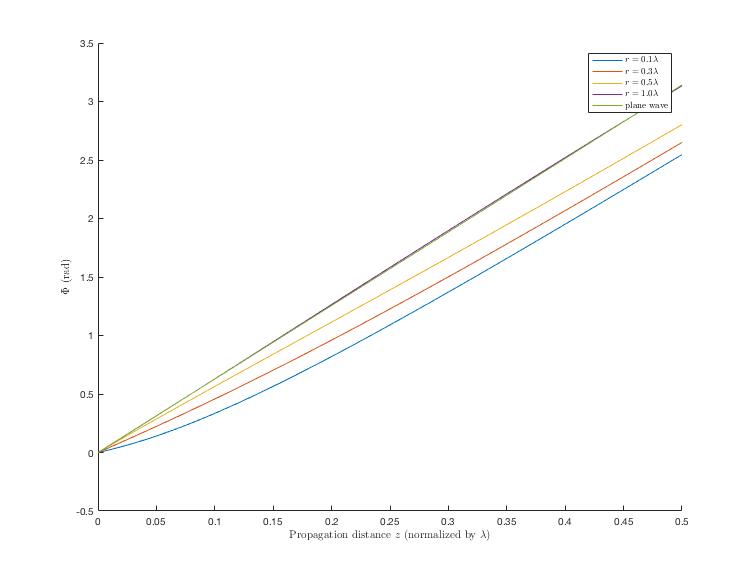 3.5
3
2.5
2
1.5
1
0.5
0
-0.5
Φ (rad)
r = 0.1λ
r = 0.3λ
r = 0.5λ
r = 1.0λ
plane wave
0 0.05 0.1 0.15 0.2 0.25 0.3 0.35 0.4 0.45 0.5
Propagation distance z (normalized by λ)